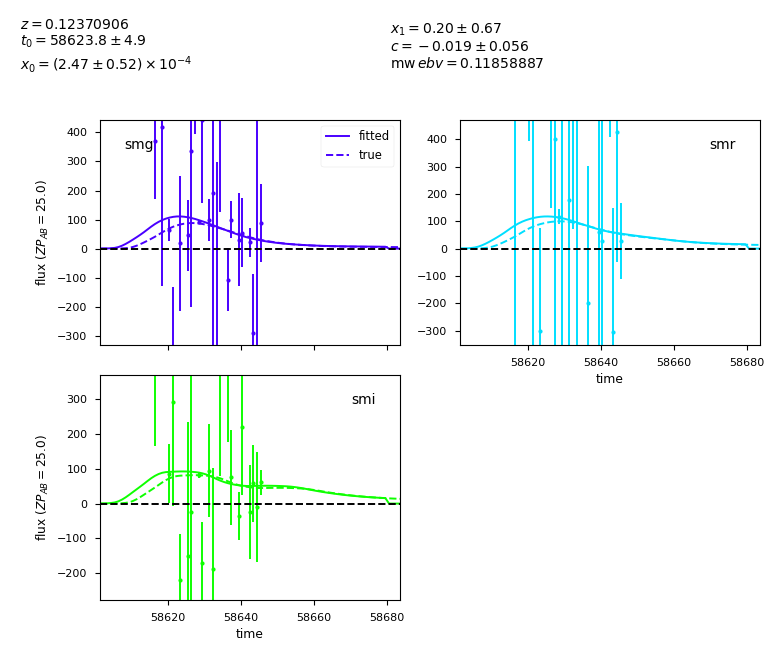 z = 0.12370906
t₀ = 58623.8 ± 4.9
x₀ = (2.47 ± 0.52) × 10⁻⁴
x₁ = 0.20 ± 0.67
c = −0.019 ± 0.056
mw ebv = 0.11858887
smg
fitted
true
400
300
200
100
0
−100
−200
−300
flux (ZP_AB = 25.0)
smr
400
300
200
100
0
−100
−200
−300
58620 58640 58660 58680
time
smi
300
200
100
0
−100
−200
flux (ZP_AB = 25.0)
58620 58640 58660 58680
time